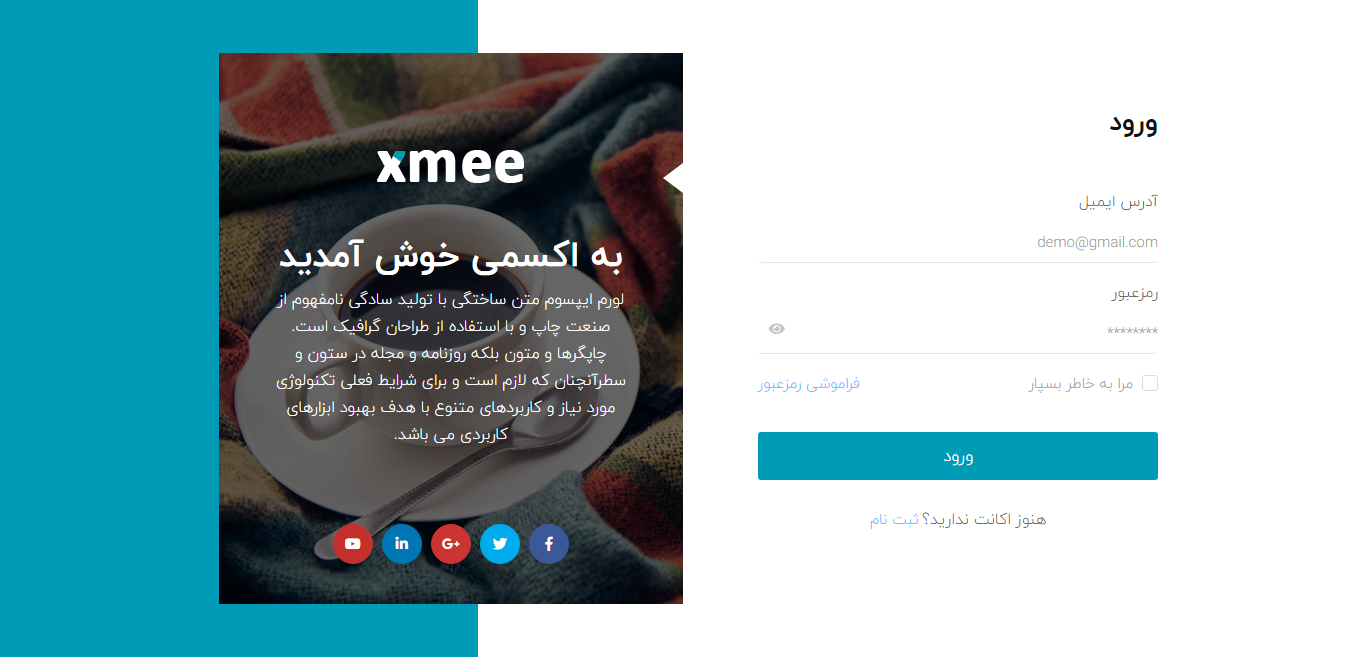 ورود
آدرس ایمیل
demo@gmail.com
رمزعبور
********
مرا به خاطر بسپار
فراموشی رمزعبور
ورود
هنوز اکانت ندارید؟ ثبت نام
xmee
به اکسمی خوش آمدید
لورم ایپسوم متن ساختگی با تولید سادگی نامفهوم از
صنعت چاپ و با استفاده از طراحان گرافیک است.
چاپگرها و متون بلکه روزنامه و مجله در ستون و
سطرآنچنان که لازم است و برای شرایط فعلی تکنولوژی
مورد نیاز و کاربردهای متنوع با هدف بهبود ابزارهای
کاربردی می باشد.